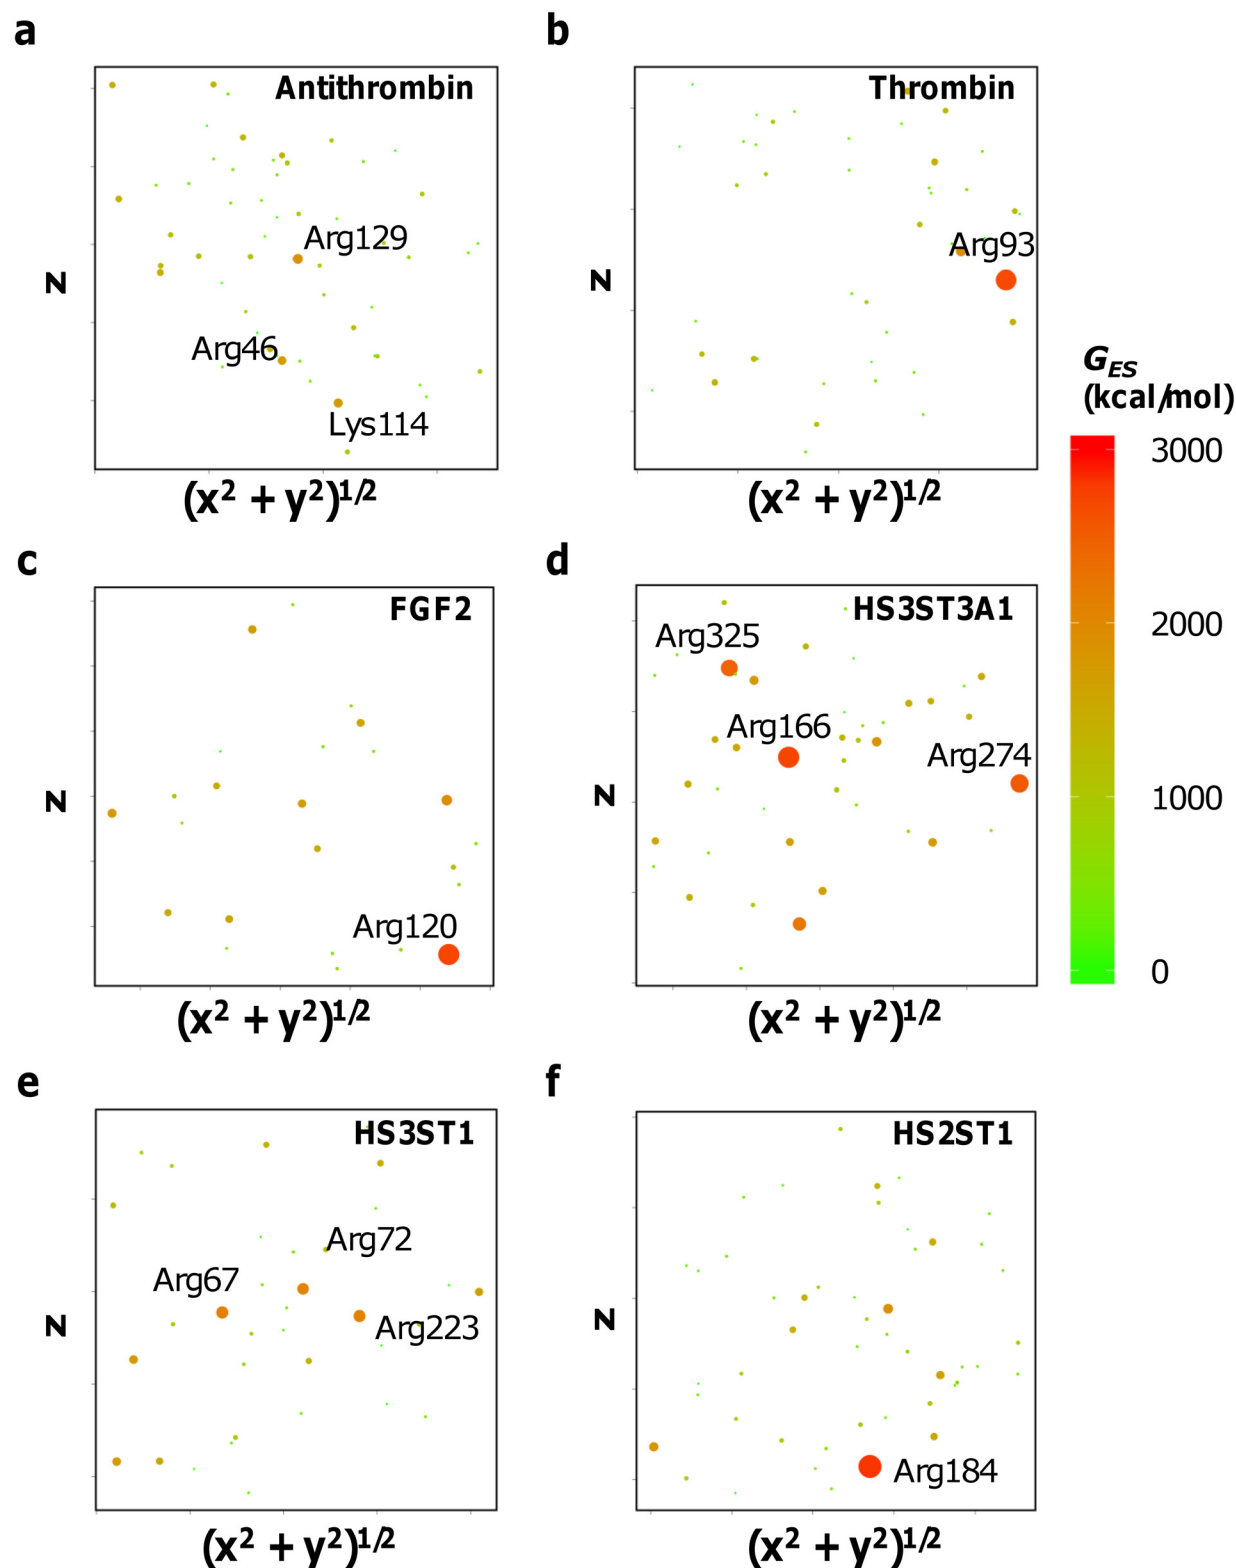 a
Antithrombin
Arg129
Arg46
Lys114
N
(x² + y²)¹/²
b
Thrombin
Arg93
N
(x² + y²)¹/²
c
FGF2
Arg120
N
(x² + y²)¹/²
d
HS3ST3A1
Arg325
Arg166
Arg274
N
(x² + y²)¹/²
G_ES
(kcal/mol)
3000
2000
1000
0
e
HS3ST1
Arg72
Arg67
Arg223
N
(x² + y²)¹/²
f
HS2ST1
Arg184
N
(x² + y²)¹/²